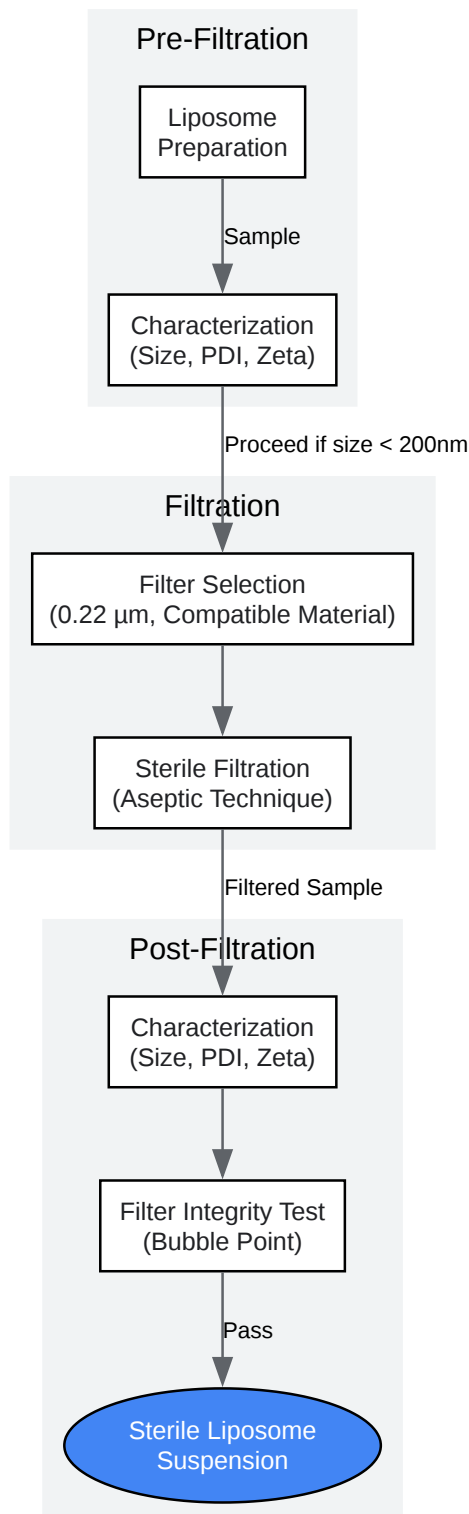 Pre-Filtration
Liposome
Preparation
Sample
Characterization
(Size, PDI, Zeta)
Proceed if size < 200nm
Filtration
Filter Selection
(0.22 µm, Compatible Material)
Sterile Filtration
(Aseptic Technique)
Filtered Sample
Post-Filtration
Characterization
(Size, PDI, Zeta)
Filter Integrity Test
(Bubble Point)
Pass
Sterile Liposome
Suspension